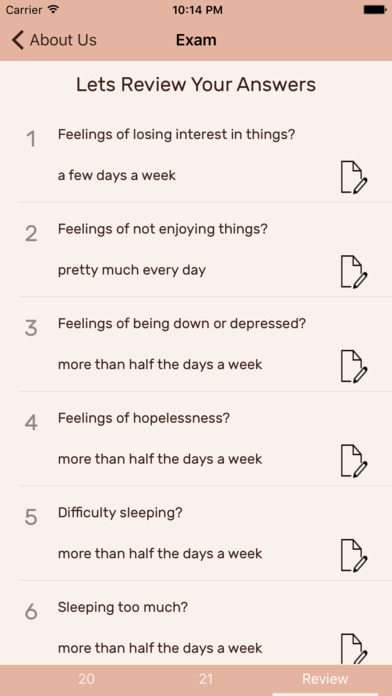 Carrier 10:14 PM
About Us Exam
Lets Review Your Answers
1 Feelings of losing interest in things?
a few days a week
2 Feelings of not enjoying things?
pretty much every day
3 Feelings of being down or depressed?
more than half the days a week
4 Feelings of hopelessness?
more than half the days a week
5 Difficulty sleeping?
more than half the days a week
6 Sleeping too much?
more than half the days a week
20 21 Review